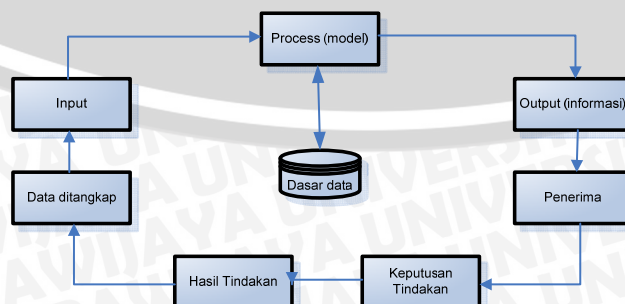 Process (model)
Input
Output (informasi)
Dasar data
Data ditangkap
Penerima
Hasil Tindakan
Keputusan
Tindakan